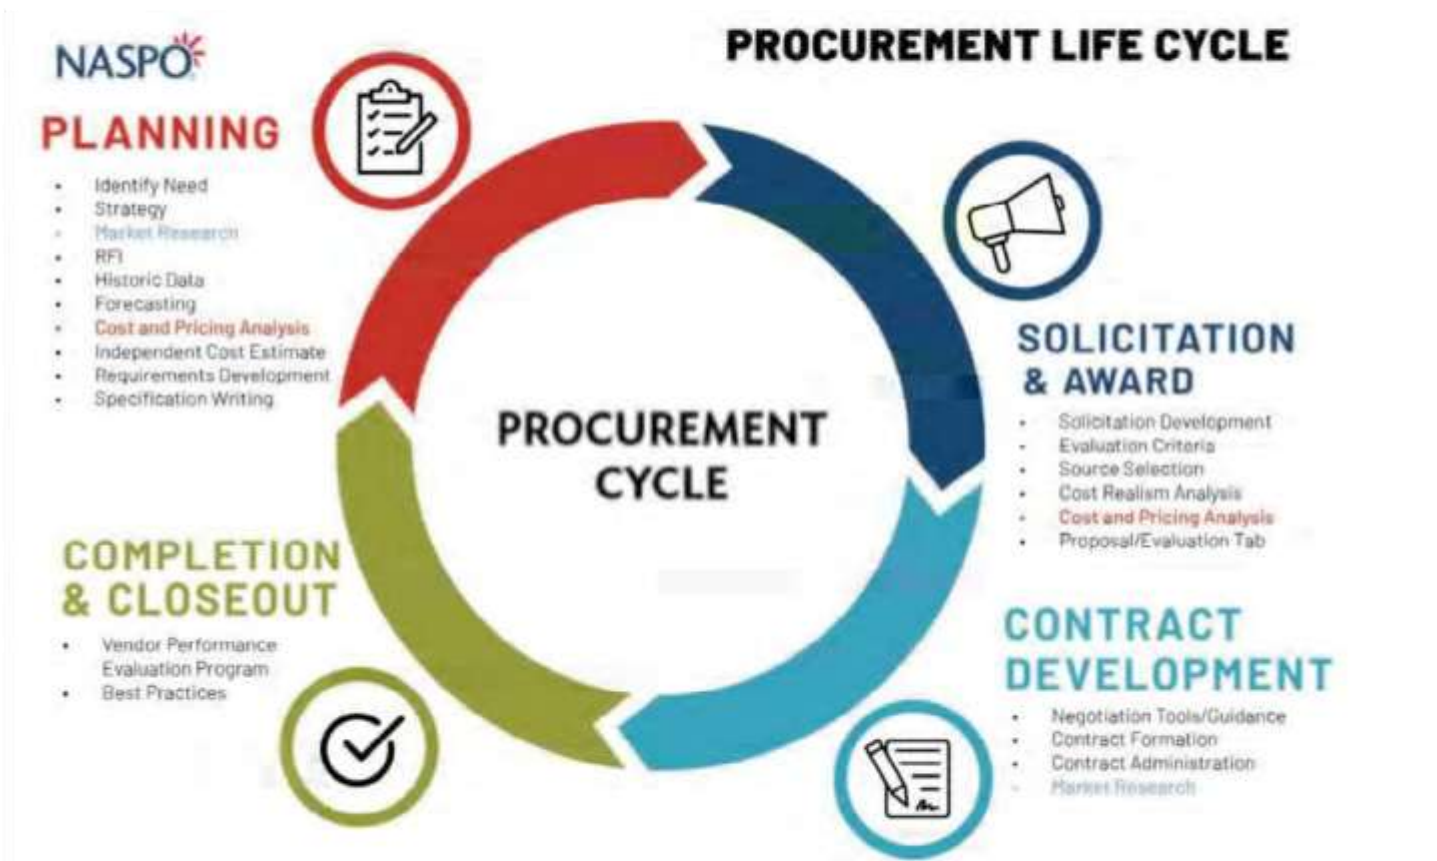 NASPO
PROCUREMENT LIFE CYCLE
PLANNING
• Identify Need
• Strategy
• Market Research
• RFI
• Historic Data
• Forecasting
• Cost and Pricing Analysis
• Independent Cost Estimate
• Requirements Development
• Specification Writing
SOLICITATION
& AWARD
• Solicitation Development
• Evaluation Criteria
• Source Selection
• Cost Realism Analysis
• Cost and Pricing Analysis
• Proposal/Evaluation Tab
PROCUREMENT
CYCLE
COMPLETION
& CLOSEOUT
• Vendor Performance
Evaluation Program
• Best Practices
CONTRACT
DEVELOPMENT
• Negotiation Tools/Guidance
• Contract Formation
• Contract Administration
• Market Research